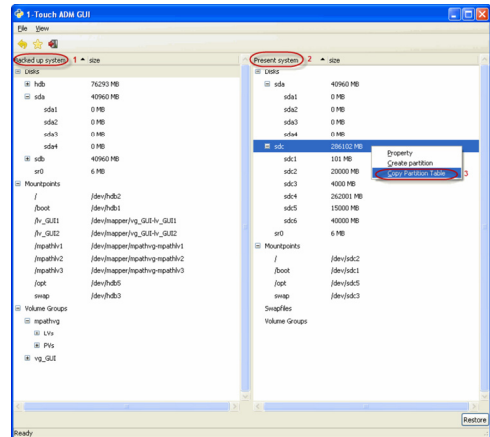 1-Touch ADM GUI
File View
Backed up system 1 size
Disks
hdb 76293 MB
sda 40960 MB
sda1 0 MB
sda2 0 MB
sda3 0 MB
sda4 0 MB
sdb 40960 MB
sr0 6 MB
Mountpoints
/ /dev/hdb2
/boot /dev/hdb1
/lv_GUI1 /dev/mapper/vg_GUI-lv_GUI1
/lv_GUI2 /dev/mapper/vg_GUI-lv_GUI2
/mpathlv1 /dev/mapper/mpathvg-mpathlv1
/mpathlv2 /dev/mapper/mpathvg-mpathlv2
/mpathlv3 /dev/mapper/mpathvg-mpathlv3
/opt /dev/hdb5
swap /dev/hdb3
Volume Groups
mpathvg
LVs
PVs
vg_GUI
Present system 2 size
Disks
sda 40960 MB
sda1 0 MB
sda2 0 MB
sda3 0 MB
sda4 0 MB
sdc 286102 MB
Property
Create partition
Copy Partition Table 3
sdc1 101 MB
sdc2 20000 MB
sdc3 4000 MB
sdc4 262001 MB
sdc5 15000 MB
sdc6 40000 MB
sr0 6 MB
Mountpoints
/ /dev/sdc2
/boot /dev/sdc1
/opt /dev/sdc5
swap /dev/sdc3
Swapfiles
Volume Groups
Restore
Ready